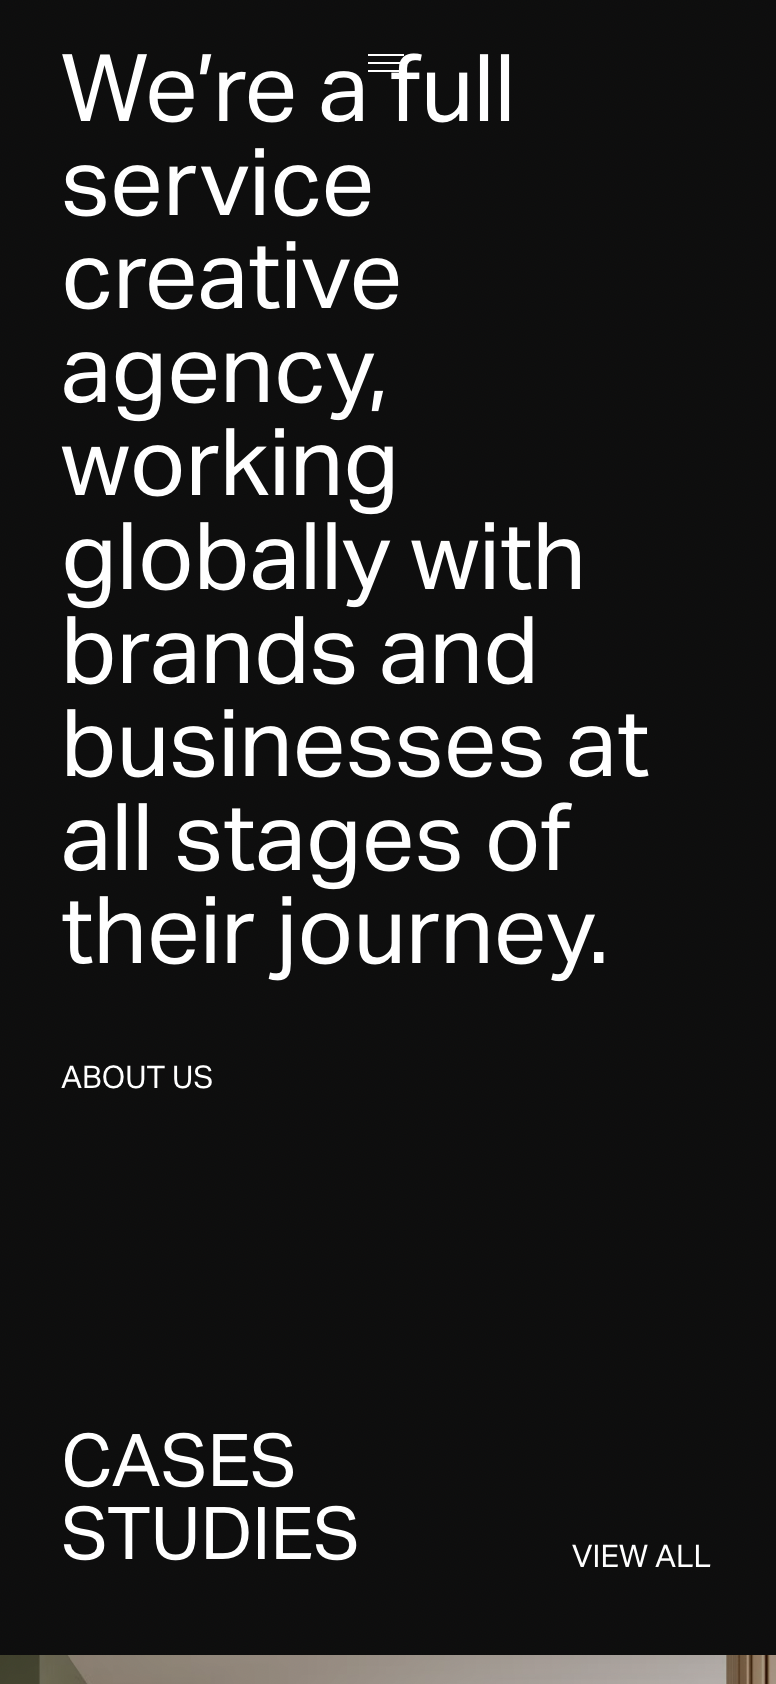 We’re a full
service
creative
agency,
working
globally with
brands and
businesses at
all stages of
their journey.
ABOUT US
CASES
STUDIES
VIEW ALL